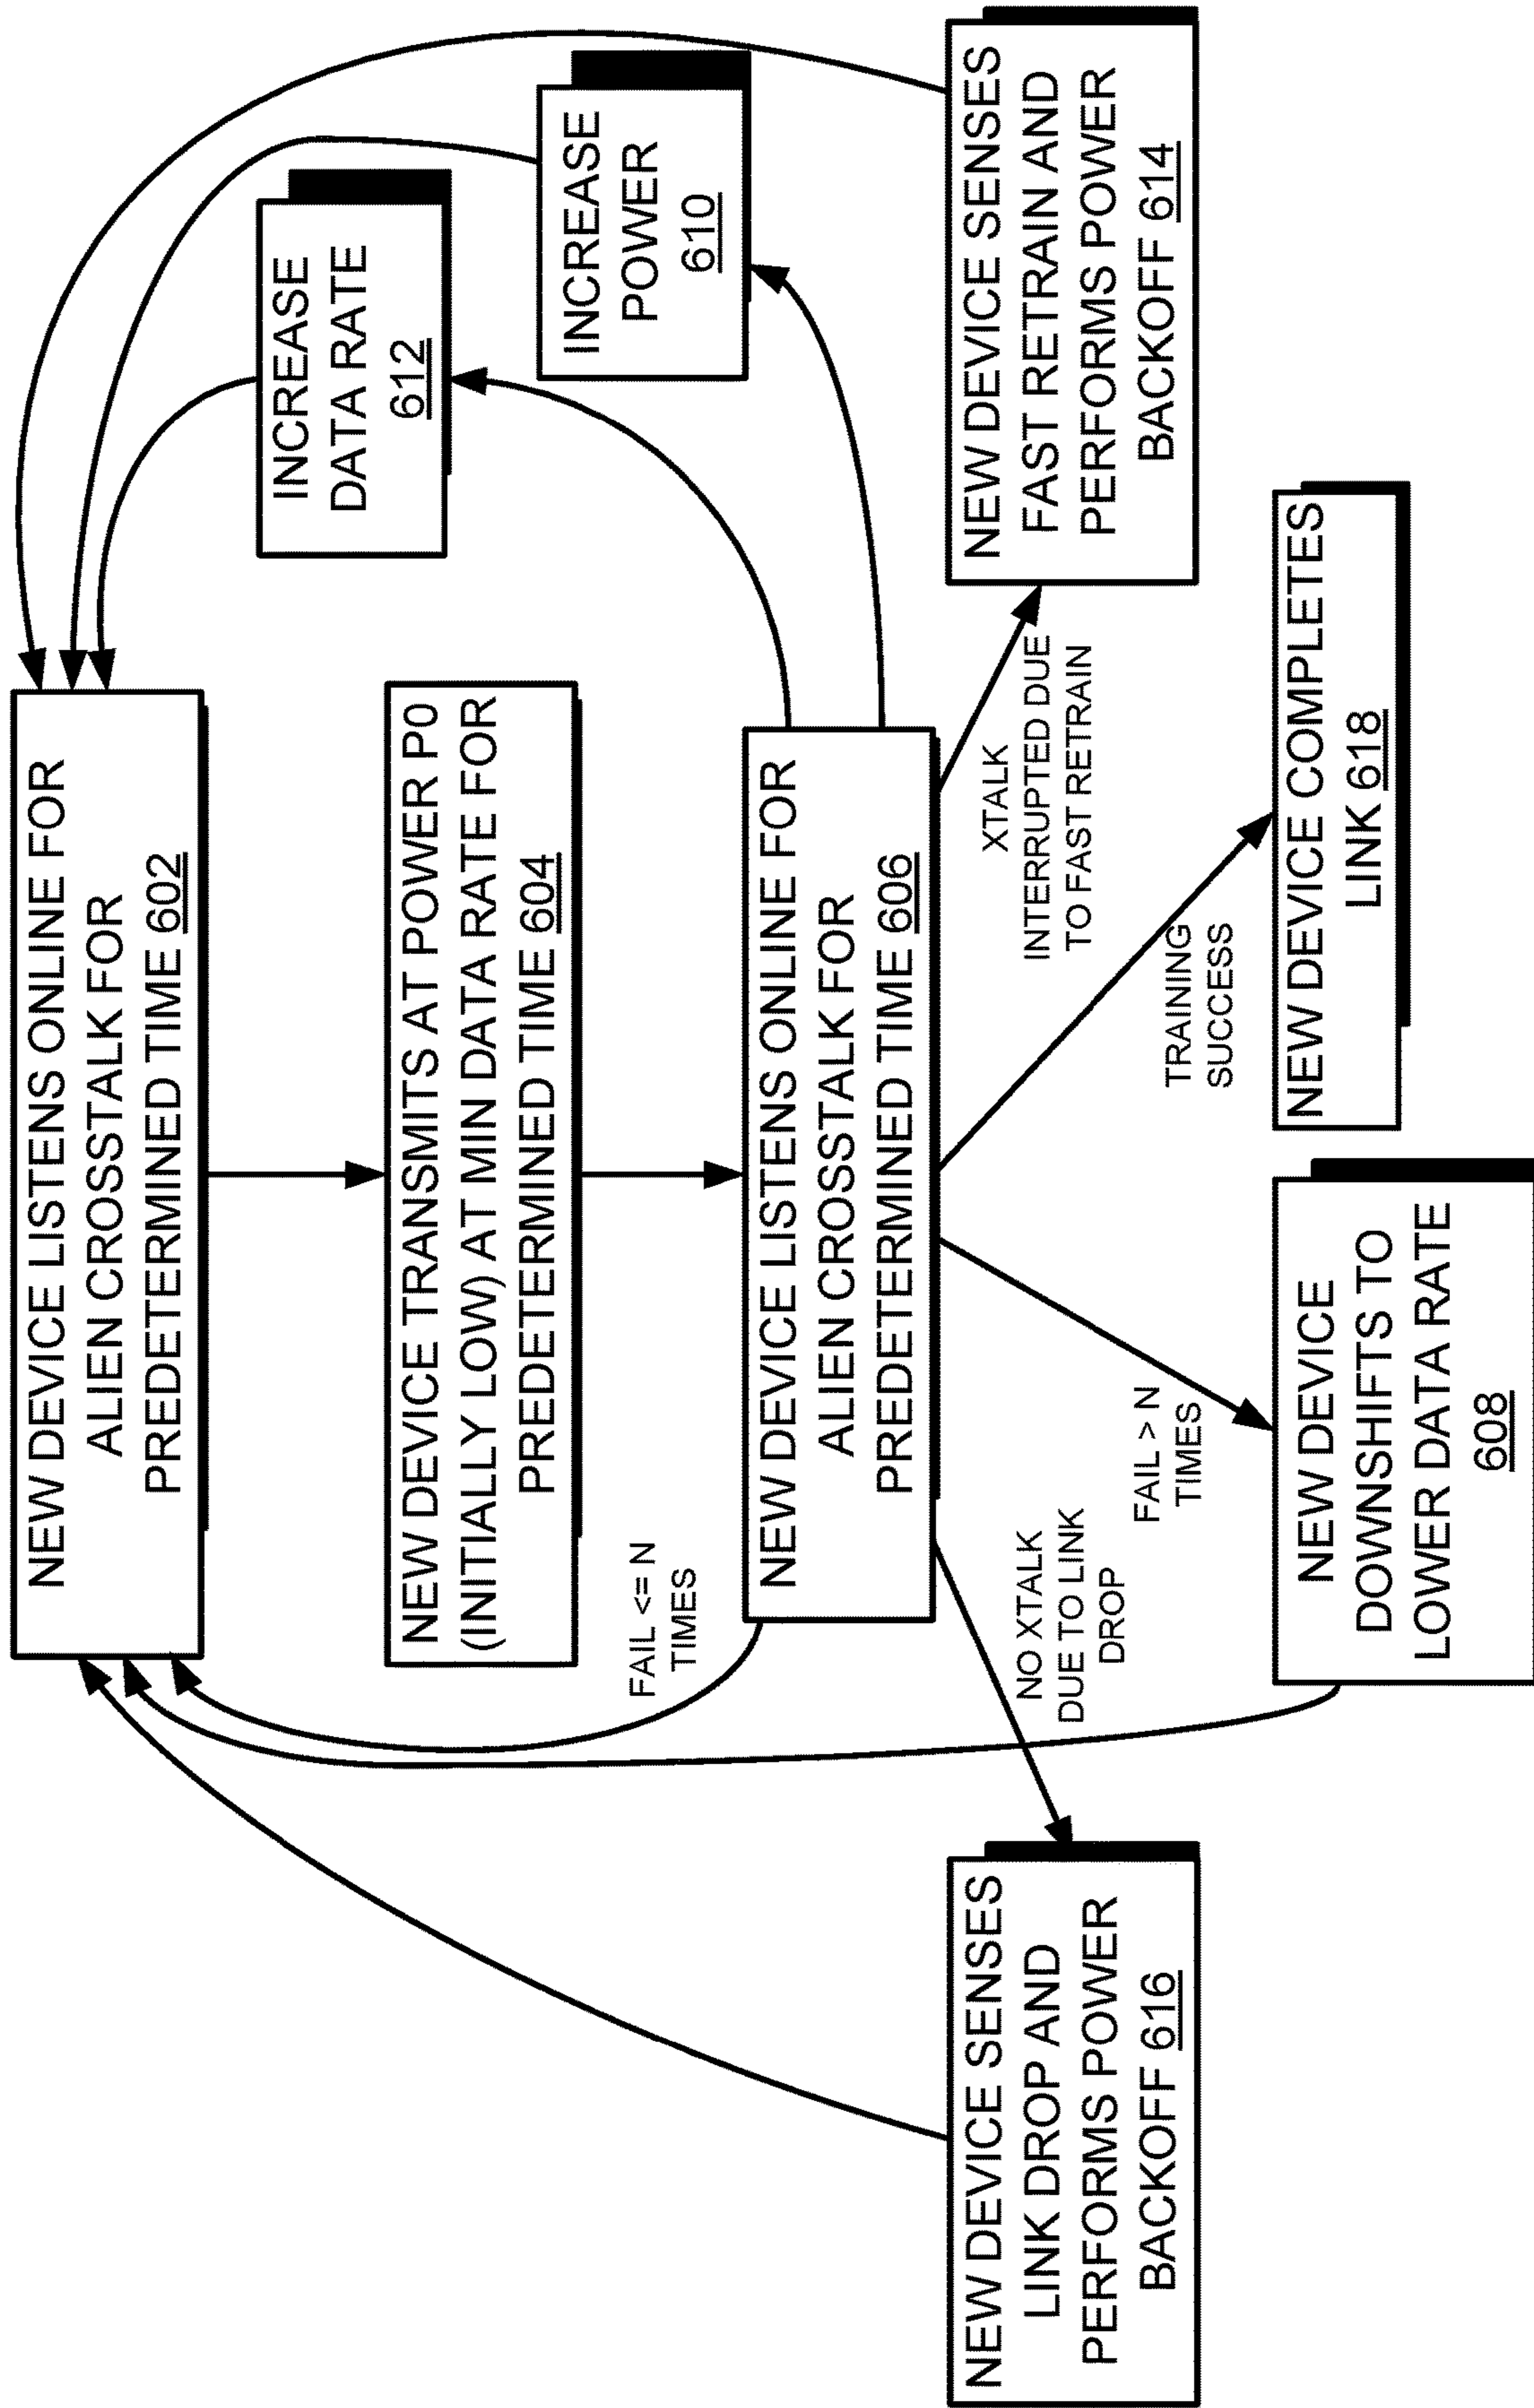 NEW DEVICE LISTENS ONLINE FOR
ALIEN CROSSTALK FOR
PREDETERMINED TIME 602
NEW DEVICE TRANSMITS AT POWER P0
(INITIALLY LOW) AT MIN DATA RATE FOR
PREDETERMINED TIME 604
INCREASE
DATA RATE
612
INCREASE
POWER
610
FAIL <= N
TIMES
NEW DEVICE LISTENS ONLINE FOR
ALIEN CROSSTALK FOR
PREDETERMINED TIME 606
NEW DEVICE SENSES
LINK DROP AND
PERFORMS POWER
BACKOFF 616
NO XTALK
DUE TO LINK
DROP
FAIL > N
TIMES
TRAINING
SUCCESS
XTALK
INTERRUPTED DUE
TO FAST RETRAIN
NEW DEVICE SENSES
FAST RETRAIN AND
PERFORMS POWER
BACKOFF 614
NEW DEVICE
DOWNSHIFTS TO
LOWER DATA RATE
608
NEW DEVICE COMPLETES
LINK 618